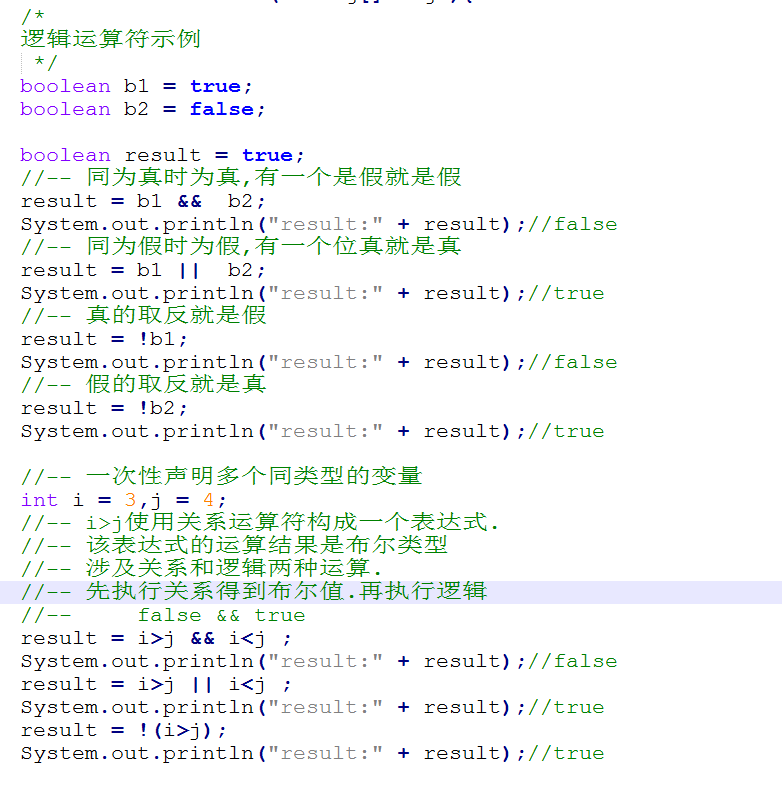 /*
逻辑运算符示例
*/
boolean b1 = true;
boolean b2 = false;
boolean result = true;
//-- 同为真时为真,有一个是假就是假
result = b1 &&  b2;
System.out.println("result:" + result);//false
//-- 同为假时为假,有一个位真就是真
result = b1 ||  b2;
System.out.println("result:" + result);//true
//-- 真的取反就是假
result = !b1;
System.out.println("result:" + result);//false
//-- 假的取反就是真
result = !b2;
System.out.println("result:" + result);//true
//-- 一次性声明多个同类型的变量
int i = 3,j = 4;
//-- i>j使用关系运算符构成一个表达式.
//-- 该表达式的运算结果是布尔类型
//-- 涉及关系和逻辑两种运算.
//-- 先执行关系得到布尔值.再执行逻辑
//--     false && true
result = i>j && i<j ;
System.out.println("result:" + result);//false
result = i>j || i<j ;
System.out.println("result:" + result);//true
result = !(i>j);
System.out.println("result:" + result);//true